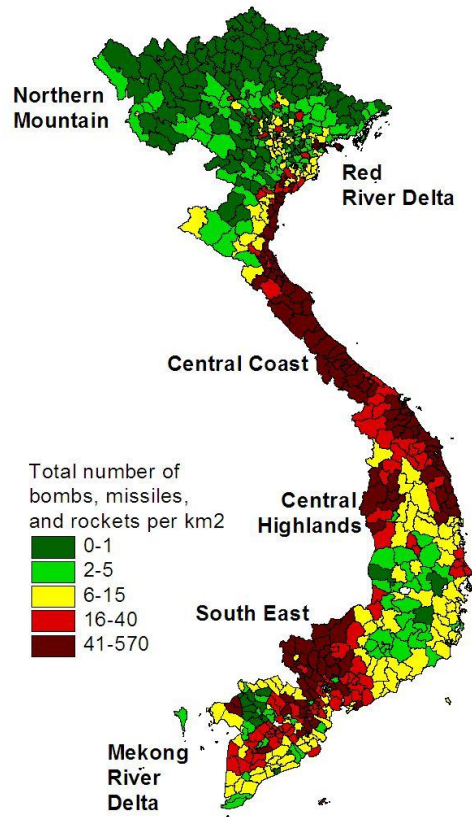 Northern
Mountain
Red
River Delta
Central Coast
Total number of
bombs, missiles,
and rockets per km2
0-1
2-5
6-15
16-40
41-570
Central
Highlands
South East
Mekong
River
Delta